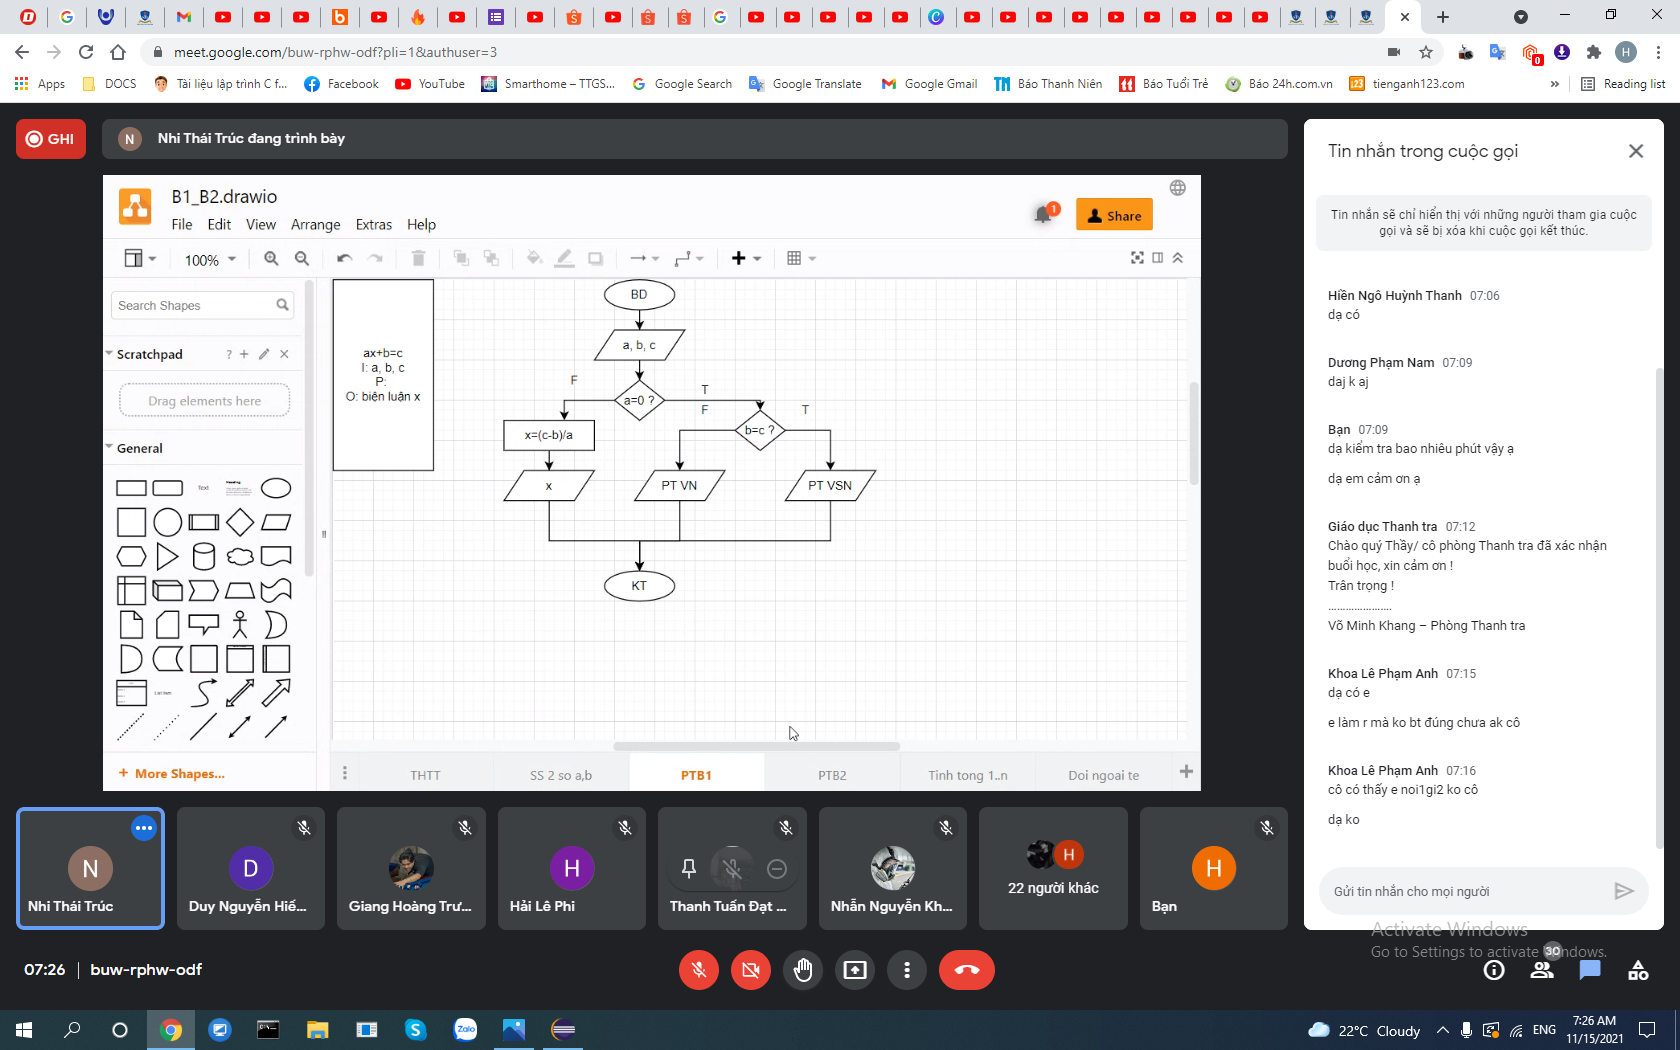 meet.google.com/buw-rphw-odf?pli=1&authuser=3
H
0
Apps
DOCS
Tài liệu lập trình C f...
Facebook
YouTube
Smarthome – TTGS...
Google Search
Google Translate
Google Gmail
Báo Thanh Niên
Báo Tuổi Trẻ
Báo 24h.com.vn
tienganh123.com
»
Reading list
GHI
N
Nhi Thái Trúc đang trình bày
B1_B2.drawio
File Edit View Arrange Extras Help
1
Share
100%
Search Shapes
Scratchpad
?
Drag elements here
General
Text
Heading
List Item
+ More Shapes...
ax+b=c
I: a, b, c
P:
O: biện luận x
BD
a, b, c
F
a=0 ?
T
F
T
x=(c-b)/a
b=c ?
x
PT VN
PT VSN
KT
THTT
SS 2 so a,b
PTB1
PTB2
Tinh tong 1..n
Doi ngoai te
Tin nhắn trong cuộc gọi
Tin nhắn sẽ chỉ hiển thị với những người tham gia cuộc
gọi và sẽ bị xóa khi cuộc gọi kết thúc.
Hiền Ngô Huỳnh Thanh 07:06
dạ có
Dương Phạm Nam 07:09
daj k aj
Bạn 07:09
dạ kiểm tra bao nhiêu phút vậy ạ
dạ em cảm ơn ạ
Giáo dục Thanh tra 07:12
Chào quý Thầy/ cô phòng Thanh tra đã xác nhận
buổi học, xin cảm ơn !
Trân trọng !
.....................
Võ Minh Khang – Phòng Thanh tra
Khoa Lê Phạm Anh 07:15
dạ có e
e làm r mà ko bt đúng chưa ak cô
Khoa Lê Phạm Anh 07:16
cô có thấy e noi1gi2 ko cô
dạ ko
Gửi tin nhắn cho mọi người
N
Nhi Thái Trúc
D
Duy Nguyễn Hiế...
Giang Hoàng Trư...
H
Hải Lê Phi
Thanh Tuấn Đạt ...
Nhẫn Nguyễn Kh...
H
22 người khác
H
Bạn
Activate Windows
Go to Settings to activate Windows.
07:26 | buw-rphw-odf
30
Zalo
22°C Cloudy
ENG
7:26 AM
11/15/2021